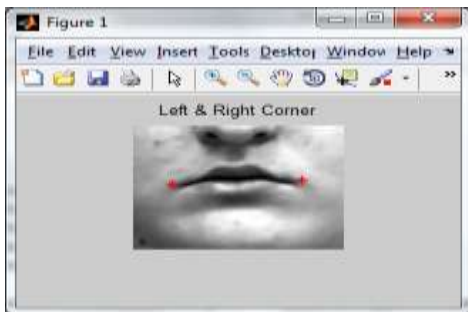 Figure 1
File Edit View Insert Tools Desktop Window Help
Left & Right Corner